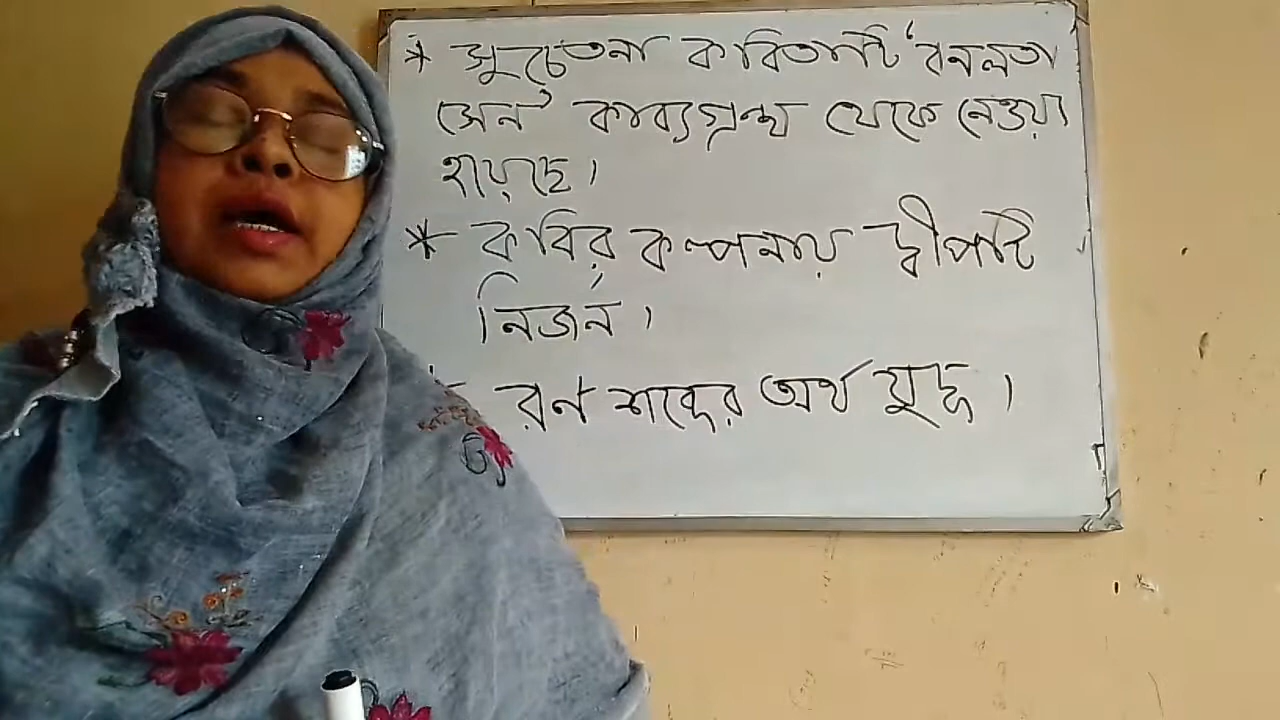 * সুচেতনা কবিতাটি 'বনলতা
সেন' কাব্যগ্রন্থ থেকে নেওয়া
হয়েছে।
* কবির কল্পনায় দ্বীপটি
নির্জন।
* রণ শব্দের অর্থ যুদ্ধ।